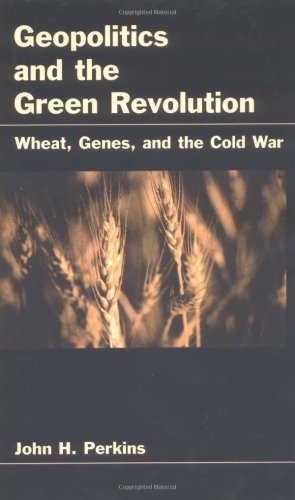 Geopolitics
and the
Green Revolution
Wheat, Genes, and the Cold War
John H. Perkins